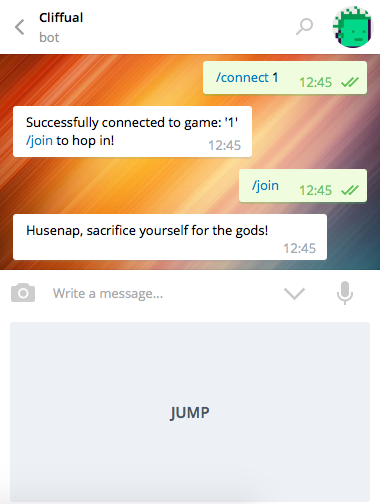 Cliffual
bot
/connect 1
12:45
Successfully connected to game: '1'
/join to hop in!
12:45
/join
12:45
Husenap, sacrifice yourself for the gods!
12:45
Write a message...
JUMP